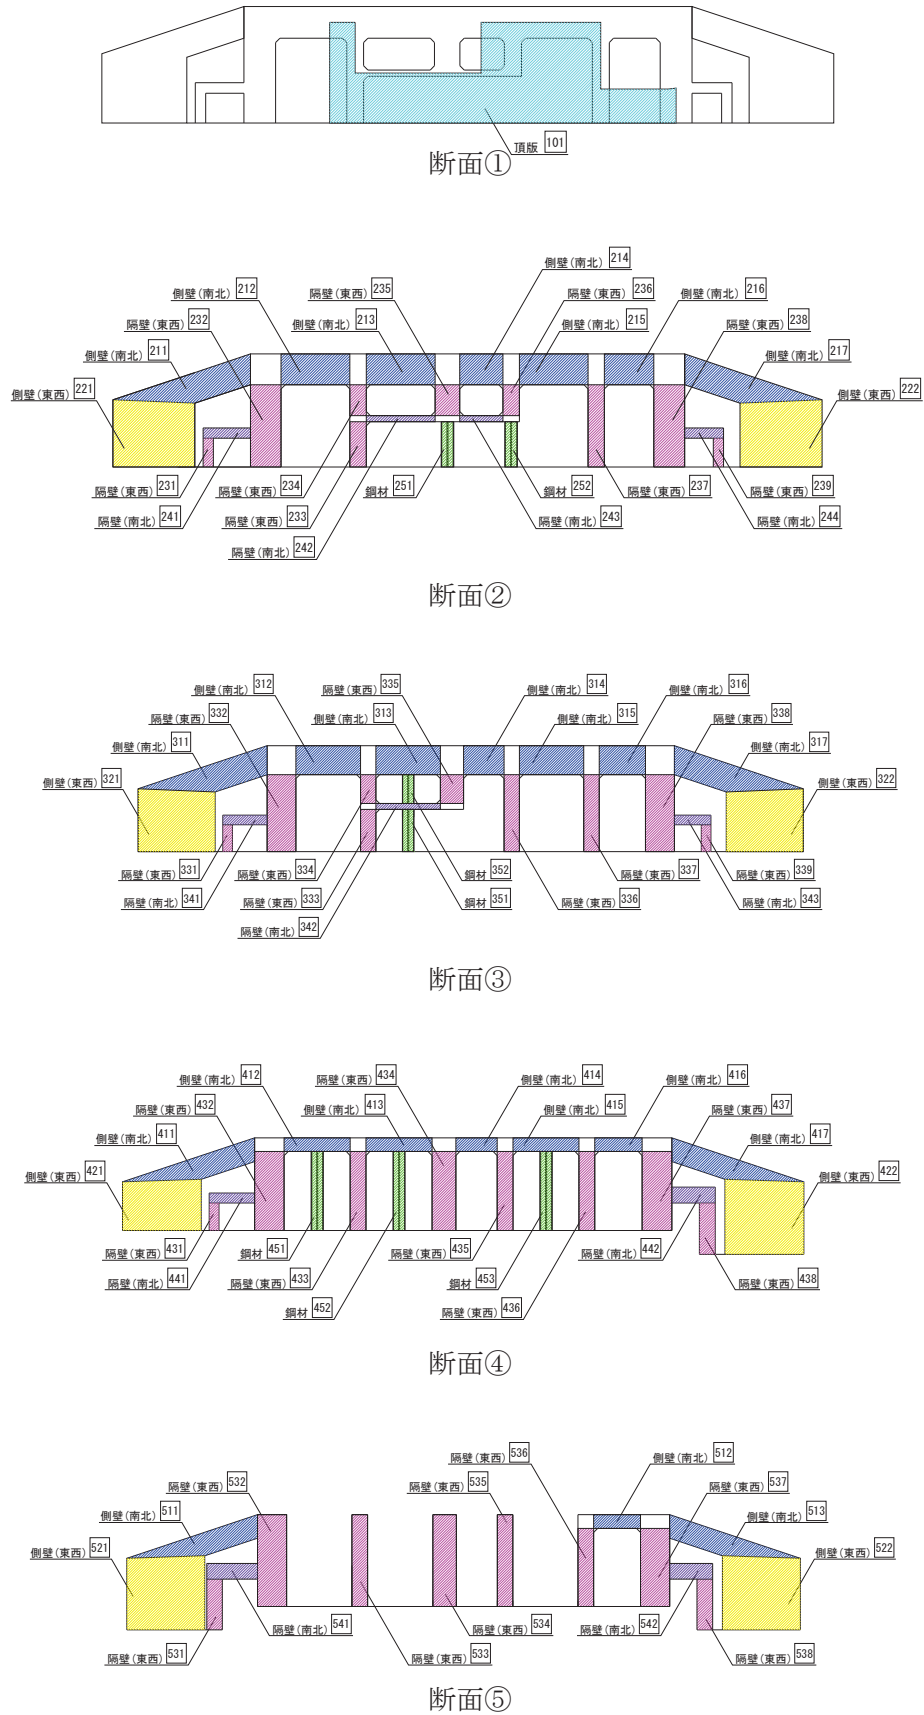 頂版 101
断面①
側壁(南北) 214
側壁(南北) 212
隔壁(東西) 235
隔壁(東西) 236
側壁(南北) 216
隔壁(東西) 232
側壁(南北) 213
側壁(南北) 215
隔壁(東西) 238
側壁(南北) 211
側壁(南北) 217
側壁(東西) 221
側壁(東西) 222
隔壁(東西) 231
隔壁(東西) 234
鋼材 251
鋼材 252
隔壁(東西) 237
隔壁(東西) 239
隔壁(南北) 241
隔壁(東西) 233
隔壁(南北) 243
隔壁(南北) 244
隔壁(南北) 242
断面②
側壁(南北) 312
隔壁(東西) 335
側壁(南北) 314
側壁(南北) 316
隔壁(東西) 332
側壁(南北) 313
側壁(南北) 315
隔壁(東西) 338
側壁(南北) 311
側壁(南北) 317
側壁(東西) 321
側壁(東西) 322
隔壁(東西) 331
隔壁(東西) 334
鋼材 352
隔壁(東西) 337
隔壁(東西) 339
隔壁(南北) 341
隔壁(東西) 333
鋼材 351
隔壁(東西) 336
隔壁(南北) 343
隔壁(南北) 342
断面③
側壁(南北) 412
隔壁(東西) 434
側壁(南北) 414
側壁(南北) 416
隔壁(東西) 432
側壁(南北) 413
側壁(南北) 415
隔壁(東西) 437
側壁(南北) 411
側壁(南北) 417
側壁(東西) 421
側壁(東西) 422
隔壁(東西) 431
鋼材 451
隔壁(東西) 435
隔壁(南北) 442
隔壁(南北) 441
隔壁(東西) 433
鋼材 453
隔壁(東西) 438
鋼材 452
隔壁(東西) 436
断面④
隔壁(東西) 536
側壁(南北) 512
隔壁(東西) 532
隔壁(東西) 535
隔壁(東西) 537
側壁(南北) 511
側壁(南北) 513
側壁(東西) 521
側壁(東西) 522
隔壁(南北) 541
隔壁(東西) 534
隔壁(南北) 542
隔壁(東西) 531
隔壁(東西) 533
隔壁(東西) 538
断面⑤